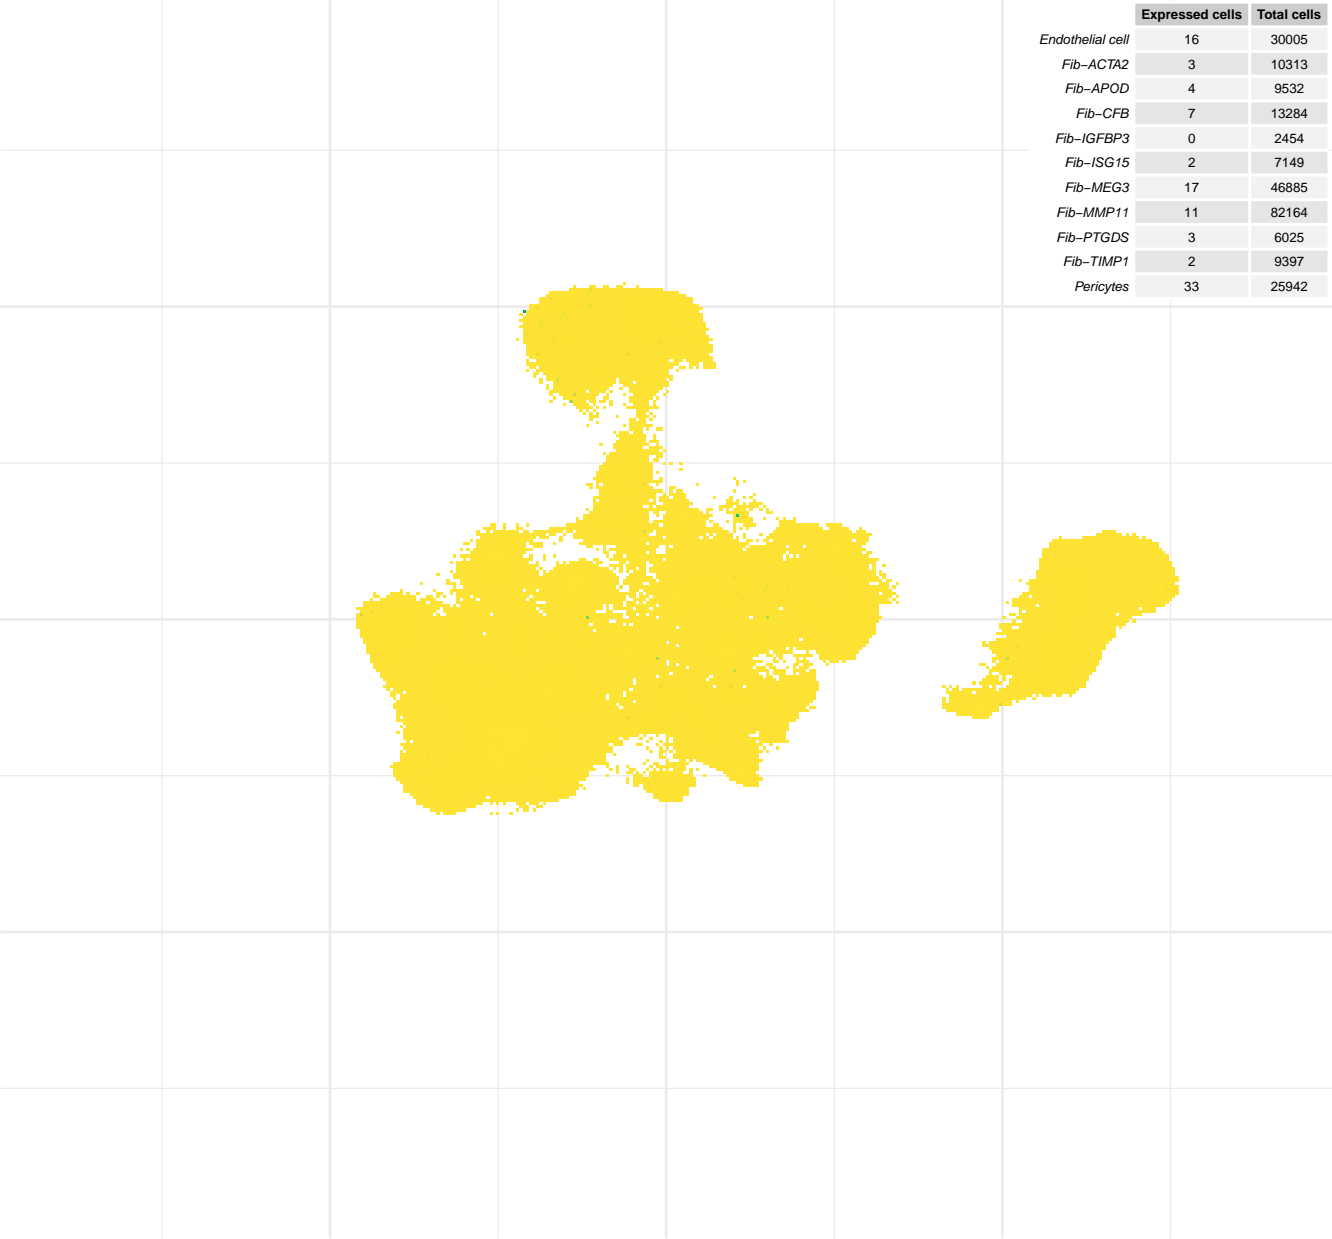 Expressed cells Total cells
Endothelial cell 16 30005
Fib−ACTA2 3 10313
Fib−APOD 4 9532
Fib−CFB 7 13284
Fib−IGFBP3 0 2454
Fib−ISG15 2 7149
Fib−MEG3 17 46885
Fib−MMP11 11 82164
Fib−PTGDS 3 6025
Fib−TIMP1 2 9397
Pericytes 33 25942